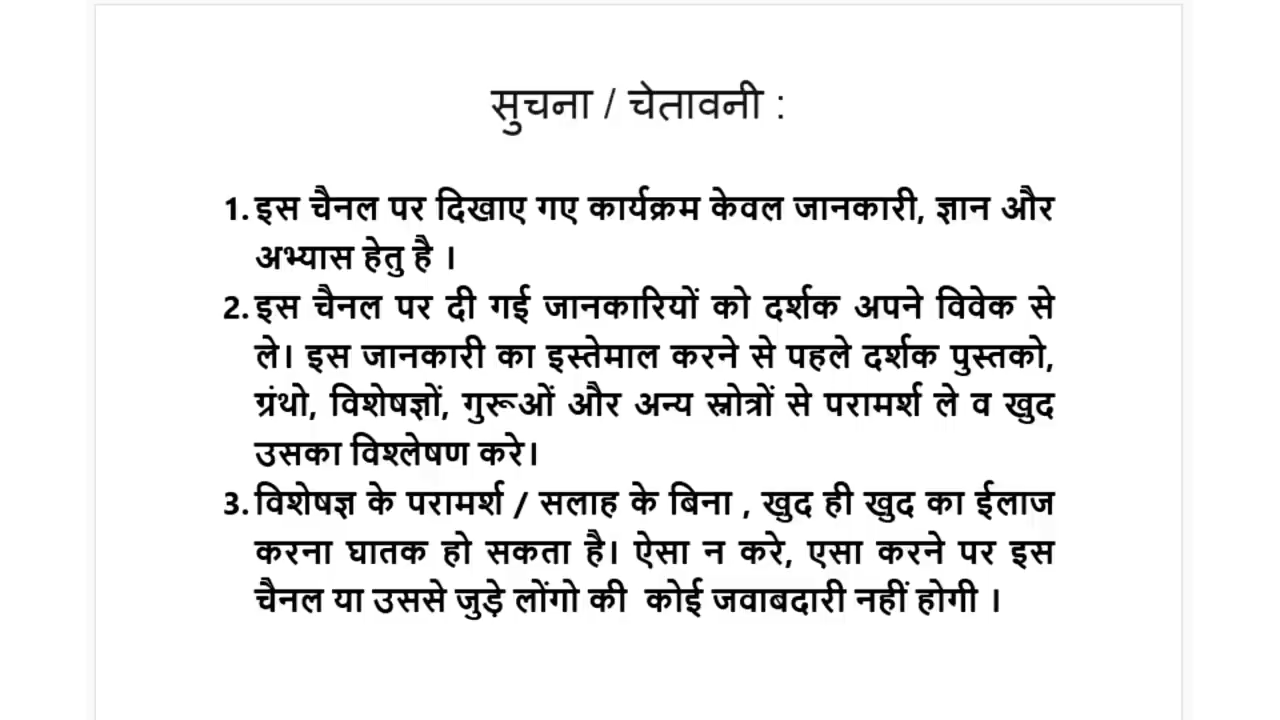 सुचना / चेतावनी :
1. इस चैनल पर दिखाए गए कार्यक्रम केवल जानकारी, ज्ञान और
अभ्यास हेतु है ।
2. इस चैनल पर दी गई जानकारियों को दर्शक अपने विवेक से
ले। इस जानकारी का इस्तेमाल करने से पहले दर्शक पुस्तको,
ग्रंथो, विशेषज्ञों, गुरूओं और अन्य स्रोत्रों से परामर्श ले व खुद
उसका विश्लेषण करे।
3. विशेषज्ञ के परामर्श / सलाह के बिना , खुद ही खुद का ईलाज
करना घातक हो सकता है। ऐसा न करे, एसा करने पर इस
चैनल या उससे जुड़े लोंगो की कोई जवाबदारी नहीं होगी ।